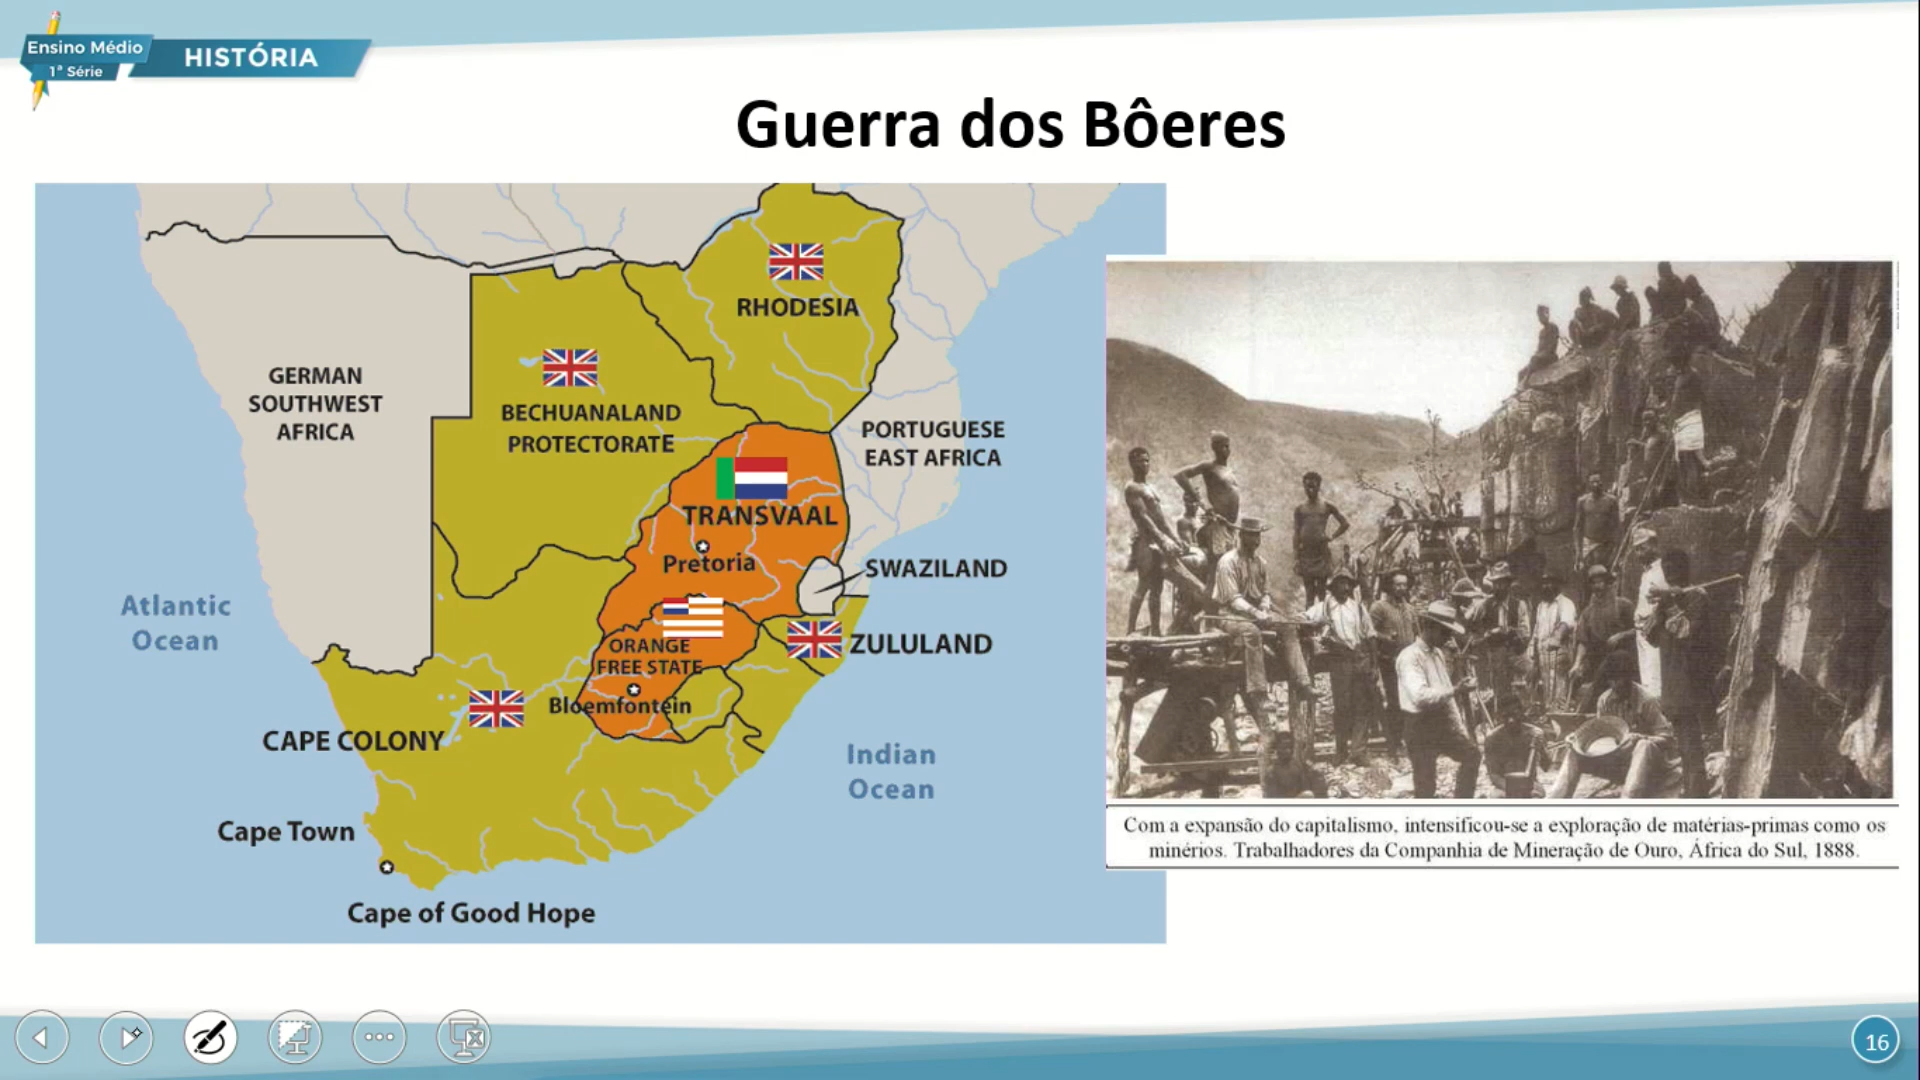 Ensino Médio
1ª Série
HISTÓRIA
Guerra dos Bôeres
RHODESIA
GERMAN
SOUTHWEST
AFRICA
BECHUANALAND
PROTECTORATE
PORTUGUESE
EAST AFRICA
TRANSVAAL
Pretoria
SWAZILAND
Atlantic
Ocean
ORANGE
FREE STATE
ZULULAND
Bloemfontein
CAPE COLONY
Indian
Ocean
Cape Town
Cape of Good Hope
Com a expansão do capitalismo, intensificou-se a exploração de matérias-primas como os
minérios. Trabalhadores da Companhia de Mineração de Ouro, África do Sul, 1888.
16